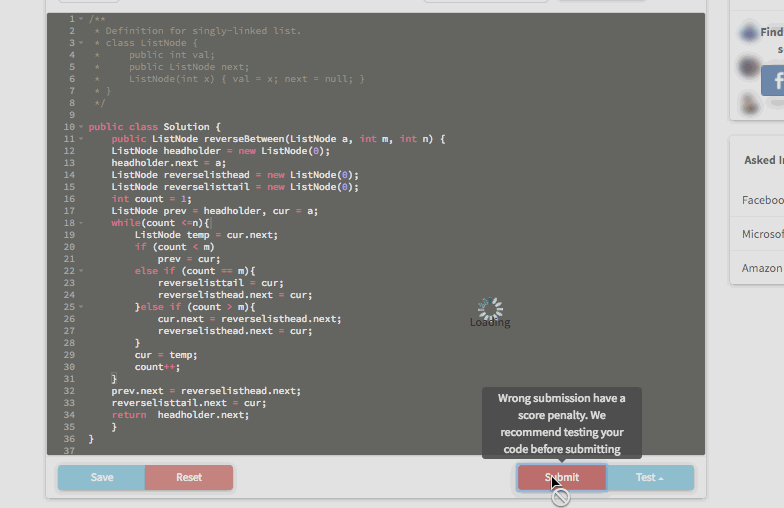 1 /**
2 * Definition for singly-linked list.
3 * class ListNode {
4 * public int val;
5 * public ListNode next;
6 * ListNode(int x) { val = x; next = null; }
7 * }
8 */
9
10 public class Solution {
11 public ListNode reverseBetween(ListNode a, int m, int n) {
12 ListNode headholder = new ListNode(0);
13 headholder.next = a;
14 ListNode reverselisthead = new ListNode(0);
15 ListNode reverselisttail = new ListNode(0);
16 int count = 1;
17 ListNode prev = headholder, cur = a;
18 while(count <=n){
19 ListNode temp = cur.next;
20 if (count < m)
21 prev = cur;
22 else if (count == m){
23 reverselisttail = cur;
24 reverselisthead.next = cur;
25 }else if (count > m){
26 cur.next = reverselisthead.next;
27 reverselisthead.next = cur;
28 }
29 cur = temp;
30 count++;
31 }
32 prev.next = reverselisthead.next;
33 reverselisttail.next = cur;
34 return headholder.next;
35 }
36 }
37
Loading
Wrong submission have a
score penalty. We
recommend testing your
code before submitting
Save
Reset
Submit
Test
Find
s
f
Asked In
Faceboo
Microsof
Amazon